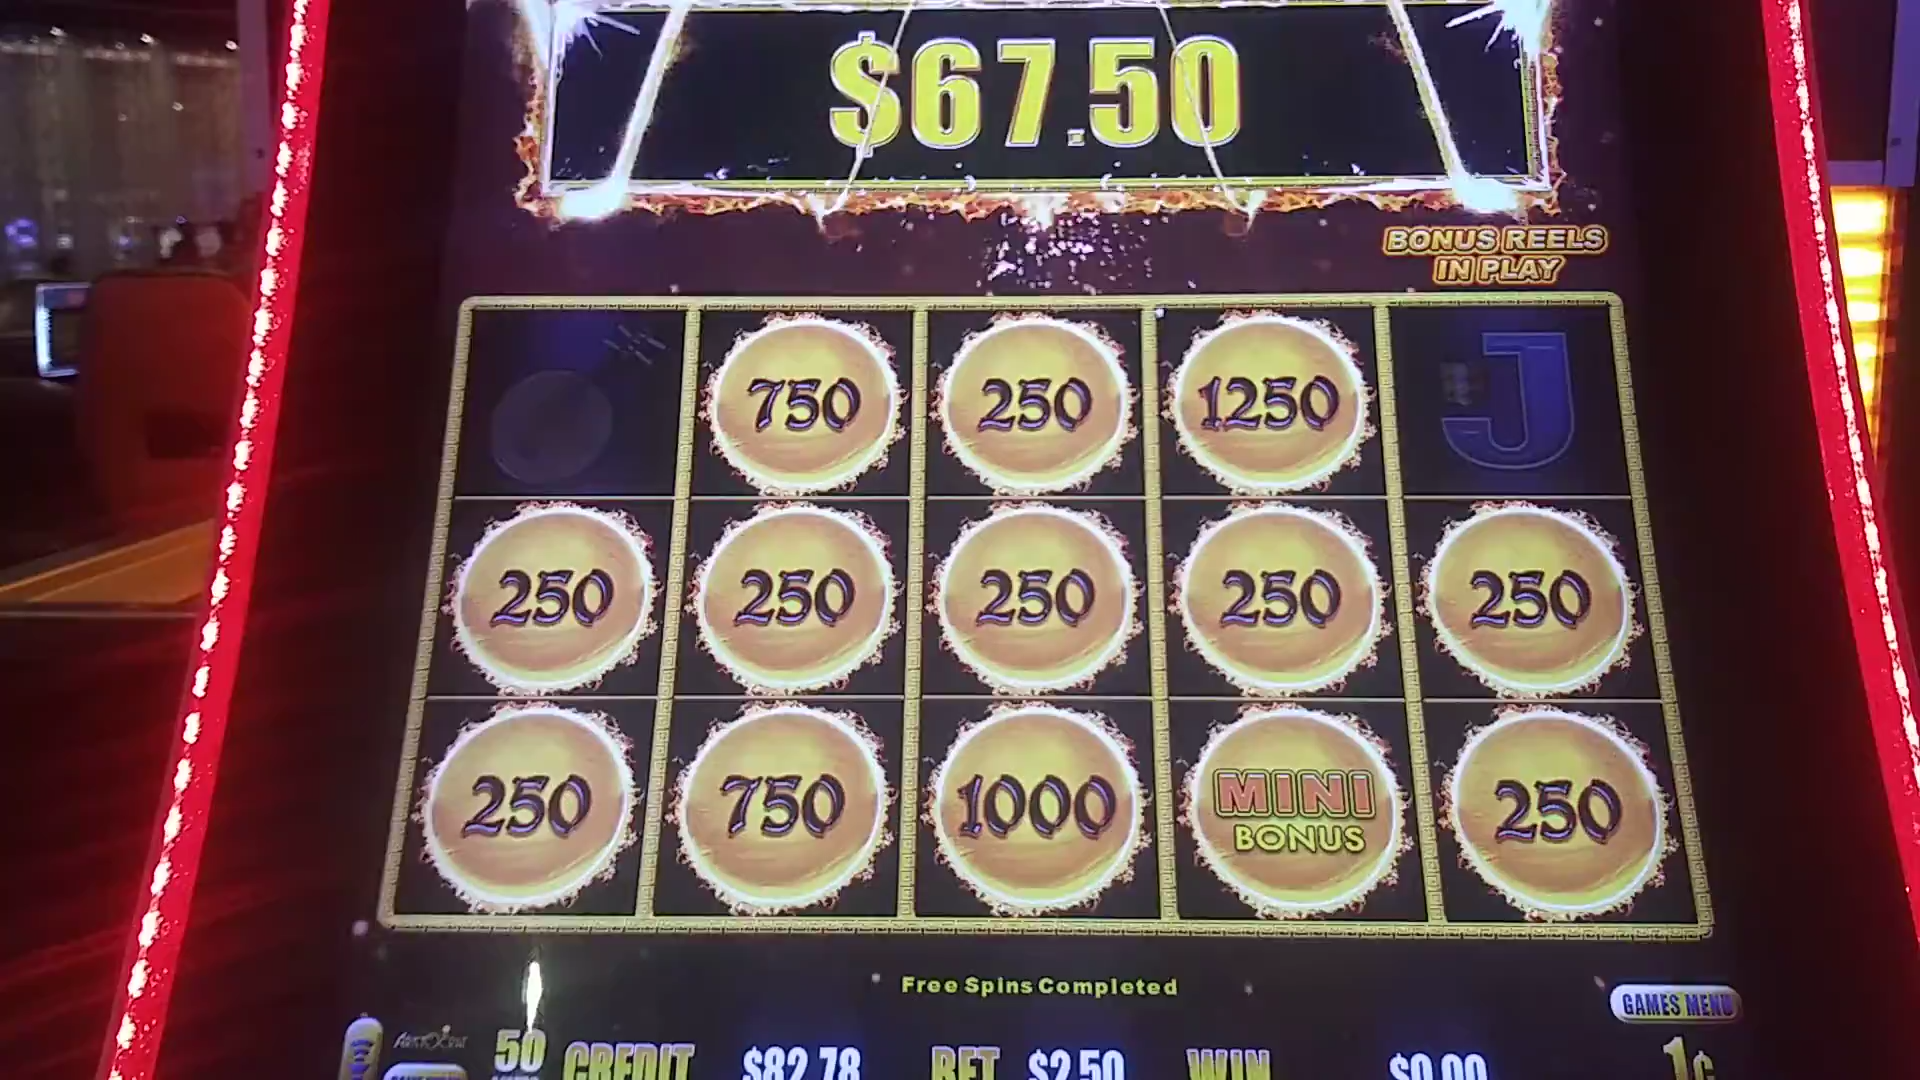 $67.50
BONUS REELS
IN PLAY
750 250 1250 J
250 250 250 250 250
250 750 1000 MINI BONUS 250
Free Spins Completed
GAMES MENU
ARISTOCRAT 50 CREDIT $82.78 BET $2.50 WIN $0.00 1¢